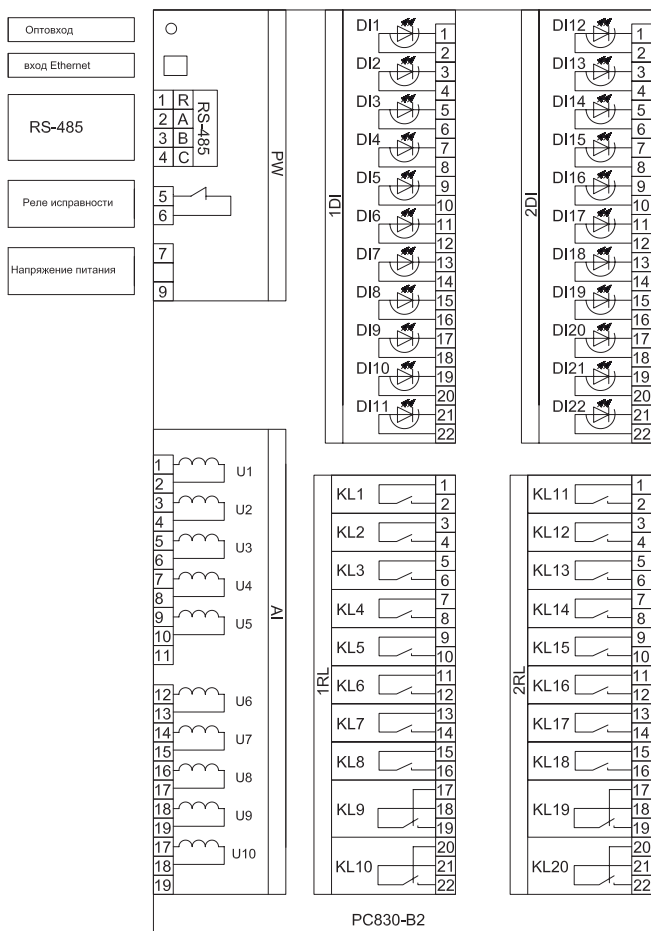 Оптовход
вход Ethernet
RS-485
Реле исправности
Напряжение питания
1 R
2 A
3 B
4 C
RS-485
5
6
7
9
PW
1DI
DI1
DI2
DI3
DI4
DI5
DI6
DI7
DI8
DI9
DI10
DI11
1
2
3
4
5
6
7
8
9
10
11
12
13
14
15
16
17
18
19
20
21
22
2DI
DI12
DI13
DI14
DI15
DI16
DI17
DI18
DI19
DI20
DI21
DI22
1
2
3
4
5
6
7
8
9
10
11
12
13
14
15
16
17
18
19
20
21
22
1
2
3
4
5
6
7
8
9
10
11
12
13
14
15
16
17
18
19
17
18
19
U1
U2
U3
U4
U5
U6
U7
U8
U9
U10
AI
1RL
KL1
KL2
KL3
KL4
KL5
KL6
KL7
KL8
KL9
KL10
1
2
3
4
5
6
7
8
9
10
11
12
13
14
15
16
17
18
19
20
21
22
2RL
KL11
KL12
KL13
KL14
KL15
KL16
KL17
KL18
KL19
KL20
1
2
3
4
5
6
7
8
9
10
11
12
13
14
15
16
17
18
19
20
21
22
PC830-B2